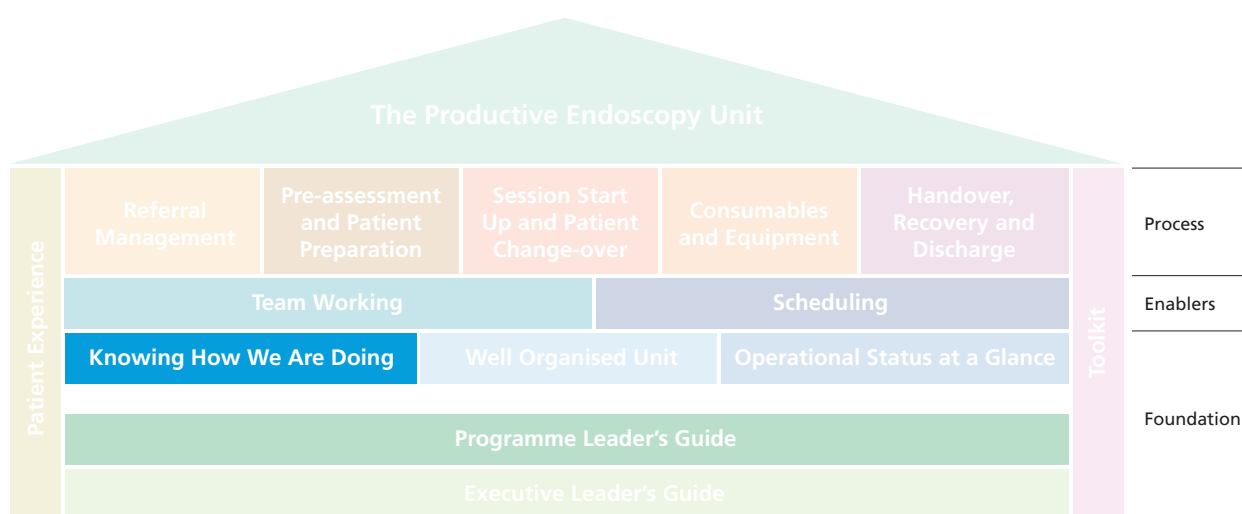 The Productive Endoscopy Unit
Patient Experience
Referral
Management
Pre-assessment
and Patient
Preparation
Session Start
Up and Patient
Change-over
Consumables
and Equipment
Handover,
Recovery and
Discharge
Toolkit
Process
Team Working
Scheduling
Enablers
Knowing How We Are Doing
Well Organised Unit
Operational Status at a Glance
Foundation
Programme Leader's Guide
Executive Leader's Guide